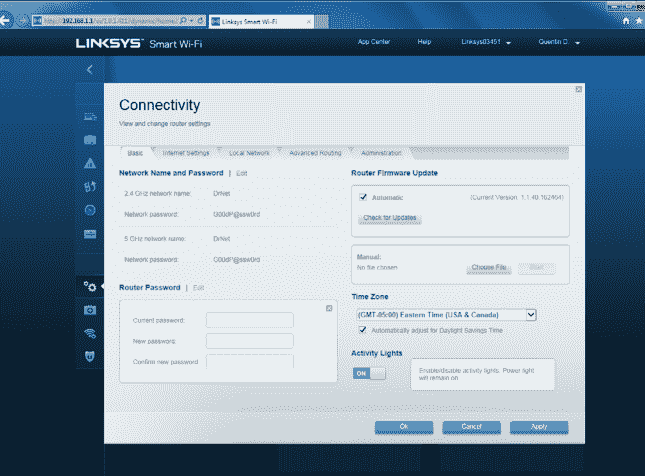 192.168.1.1
Linksys Smart Wi-Fi
LINKSYS Smart Wi-Fi
App Center
Help
Linksys03451
Quentin D.
Connectivity
View and change router settings
Basic
Internet Settings
Local Network
Advanced Routing
Administration
Network Name and Password | Edit
2.4 GHz network name: DrNet
Network password: G00dP@ssw0rd
5 GHz network name: DrNet
Network password: G00dP@ssw0rd
Router Password | Edit
Current password:
New password:
Confirm new password
Router Firmware Update
Automatic
(Current Version: 1.1.40.162464)
Check for Updates
Manual:
No file chosen
Choose File
Start
Time Zone
(GMT-05:00) Eastern Time (USA & Canada)
Automatically adjust for Daylight Savings Time
Activity Lights
ON
Enable/disable activity lights. Power light
will remain on
Ok
Cancel
Apply